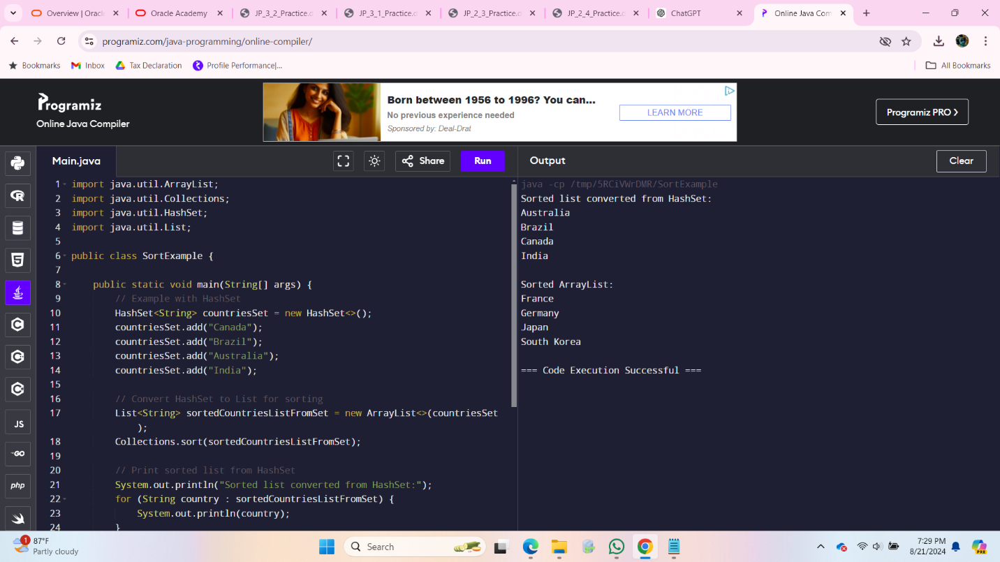 Overview | Oracl
Oracle Academy
JP_3_2_Practice.d
JP_3_1_Practice.d
JP_2_3_Practice.d
JP_2_4_Practice.d
ChatGPT
Online Java Com
programiz.com/java-programming/online-compiler/
Bookmarks
Inbox
Tax Declaration
Profile Performance|...
All Bookmarks
Programiz
Online Java Compiler
Born between 1956 to 1996? You can...
No previous experience needed
Sponsored by: Deal-Drat
LEARN MORE
Programiz PRO
Main.java
Share
Run
Output
Clear
1 import java.util.ArrayList;
2 import java.util.Collections;
3 import java.util.HashSet;
4 import java.util.List;
5
6 public class SortExample {
7
8 public static void main(String[] args) {
9 // Example with HashSet
10 HashSet<String> countriesSet = new HashSet<>();
11 countriesSet.add("Canada");
12 countriesSet.add("Brazil");
13 countriesSet.add("Australia");
14 countriesSet.add("India");
15
16 // Convert HashSet to List for sorting
17 List<String> sortedCountriesListFromSet = new ArrayList<>(countriesSet
);
18 Collections.sort(sortedCountriesListFromSet);
19
20 // Print sorted list from HashSet
21 System.out.println("Sorted list converted from HashSet:");
22 for (String country : sortedCountriesListFromSet) {
23 System.out.println(country);
24 }
java -cp /tmp/5RCiVWrDMR/SortExample
Sorted list converted from HashSet:
Australia
Brazil
Canada
India
Sorted ArrayList:
France
Germany
Japan
South Korea
=== Code Execution Successful ===
JS
GO
php
1
87°F
Partly cloudy
Search
7:29 PM
8/21/2024
PRE